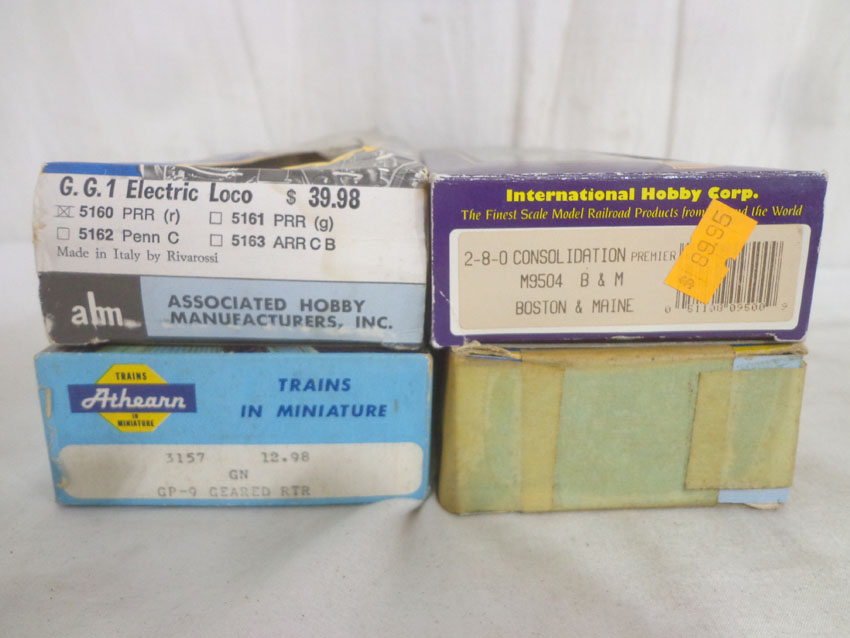 G.G.1 Electric Loco $ 39.98
☒ 5160 PRR (r) ☐ 5161 PRR (g)
☐ 5162 Penn C ☐ 5163 ARR C B
Made in Italy by Rivarossi
ahm
ASSOCIATED HOBBY
MANUFACTURERS, INC.
International Hobby Corp.
The Finest Scale Model Railroad Products from the World
2-8-0 CONSOLIDATION PREMIER
M9504 B & M
BOSTON & MAINE
$89.95
TRAINS
Athearn
IN
MINIATURE
TRAINS
IN MINIATURE
3157 12.98
GN
GP-9 GEARED RTR